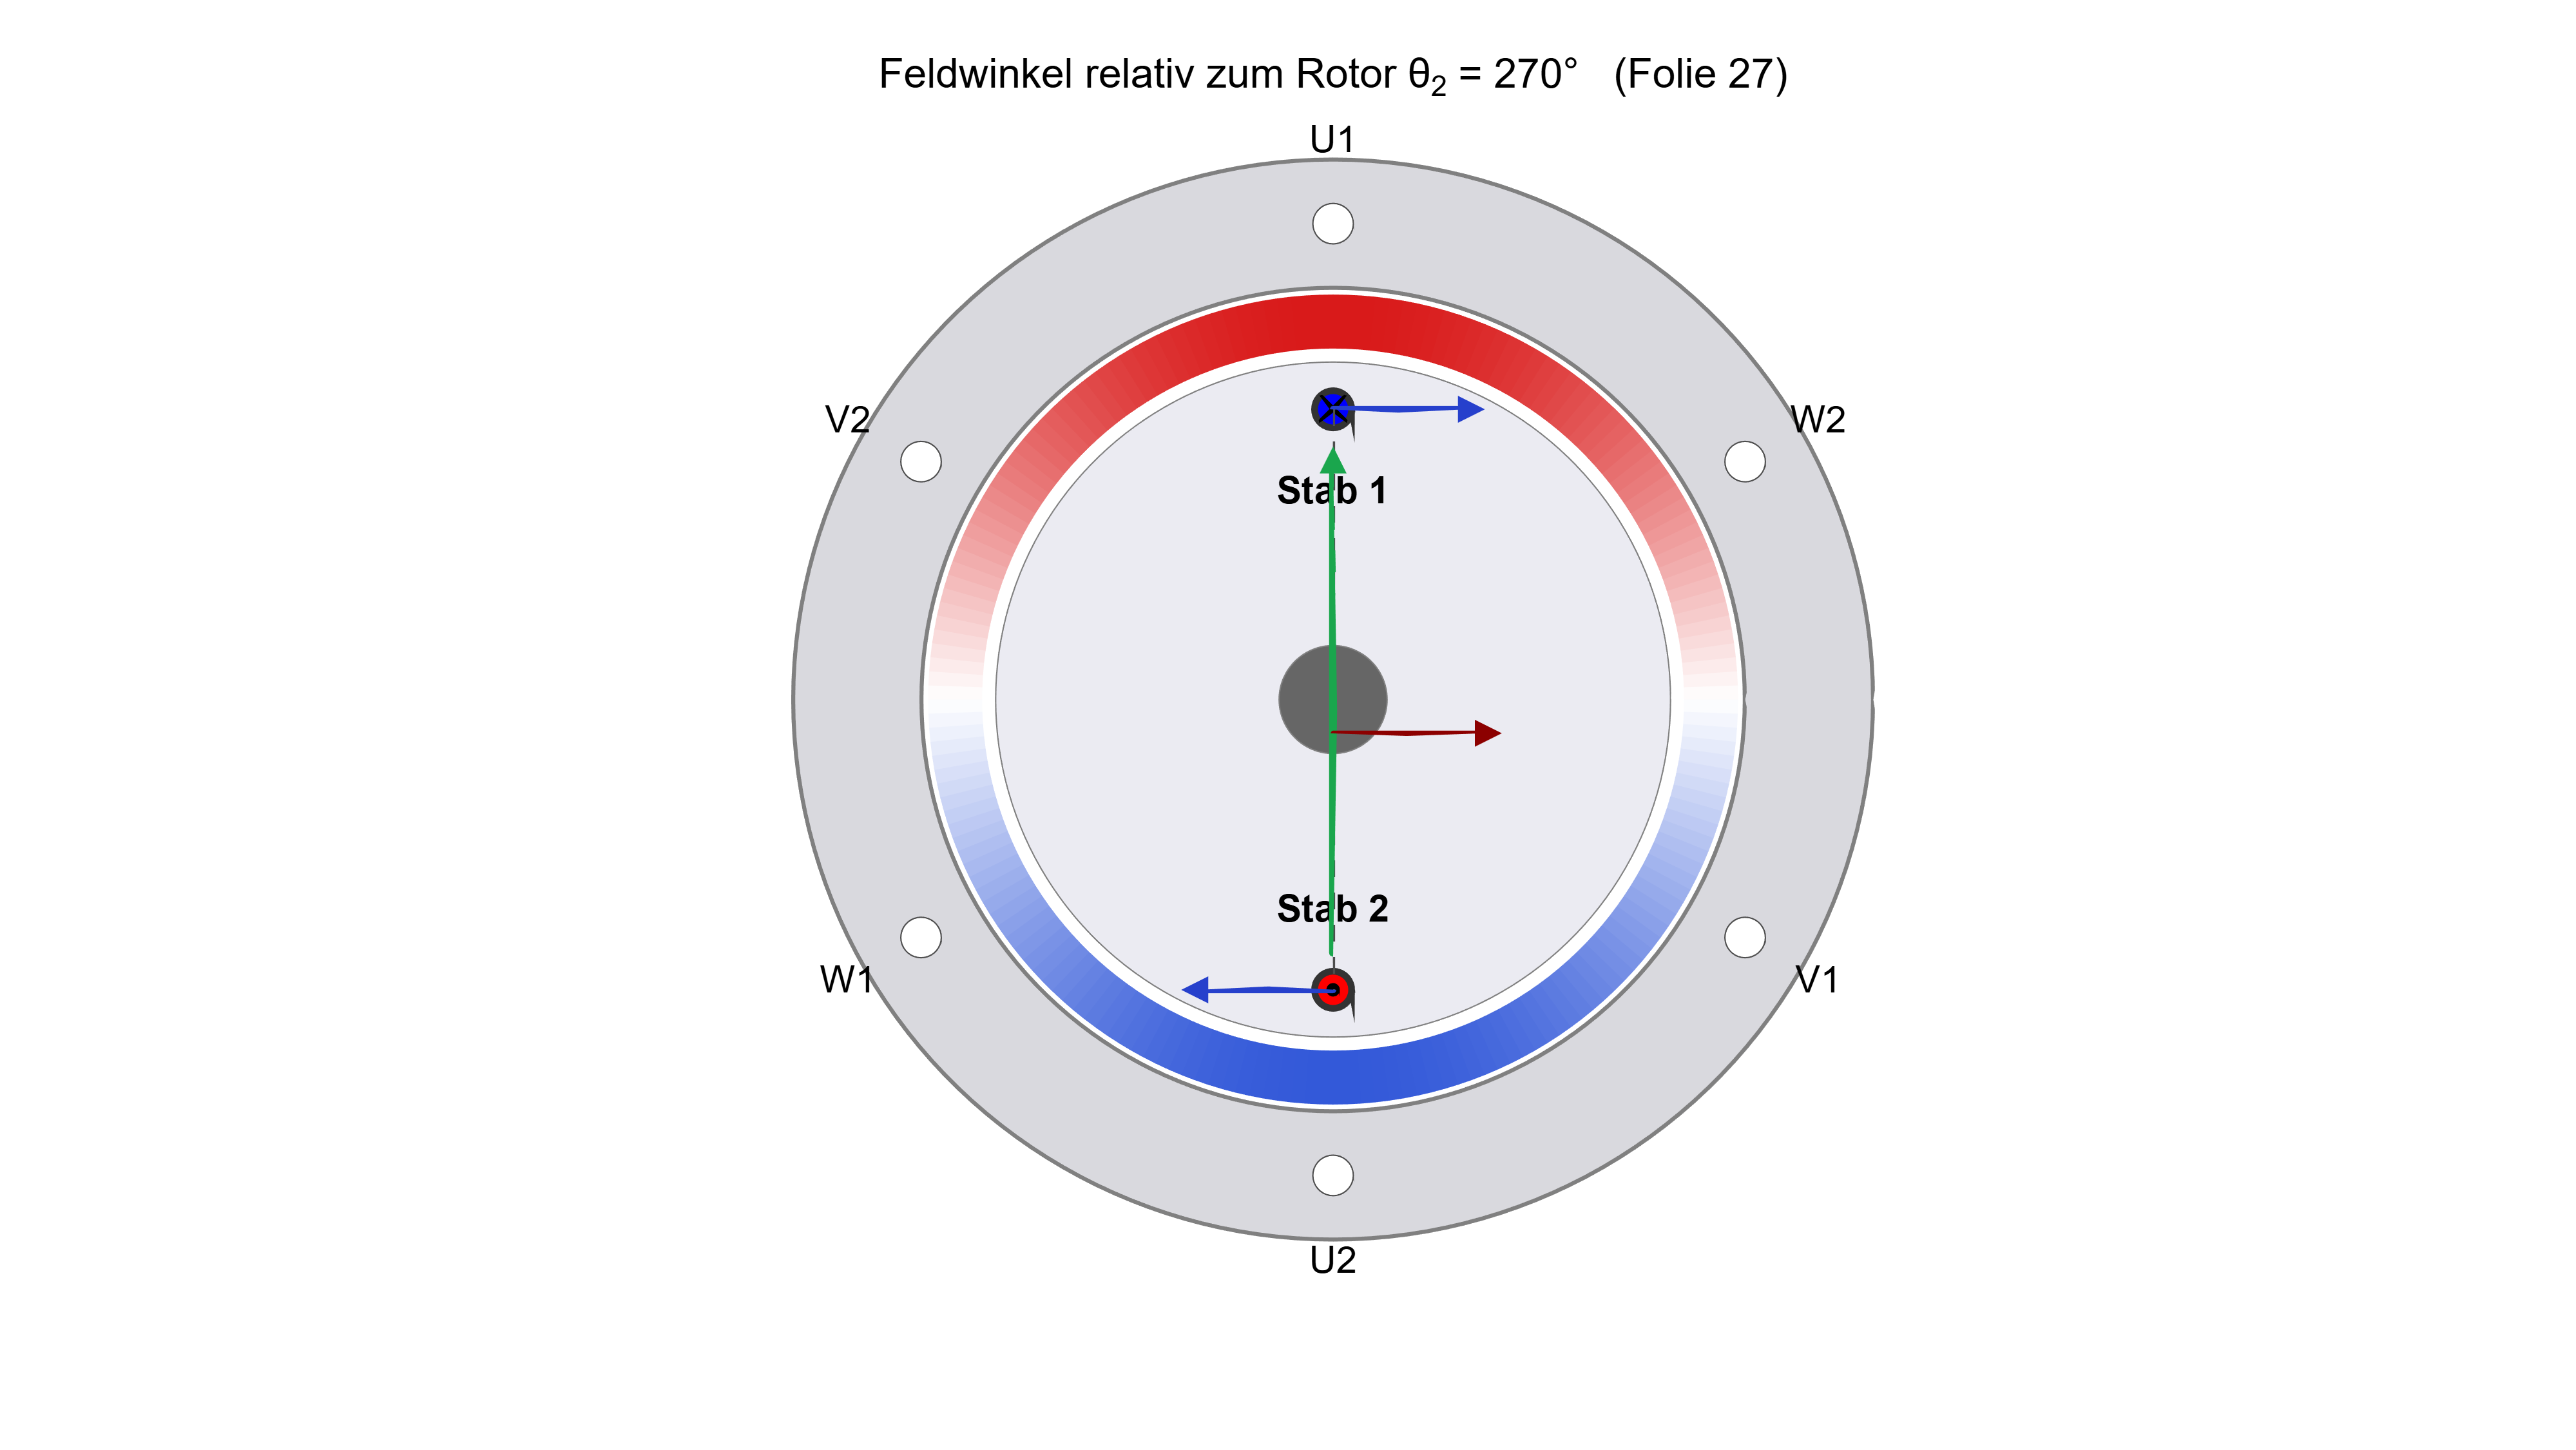 Feldwinkel relativ zum Rotor θ₂ = 270° (Folie 27)
U1
V2
W2
Stab 1
Stab 2
W1
V1
U2